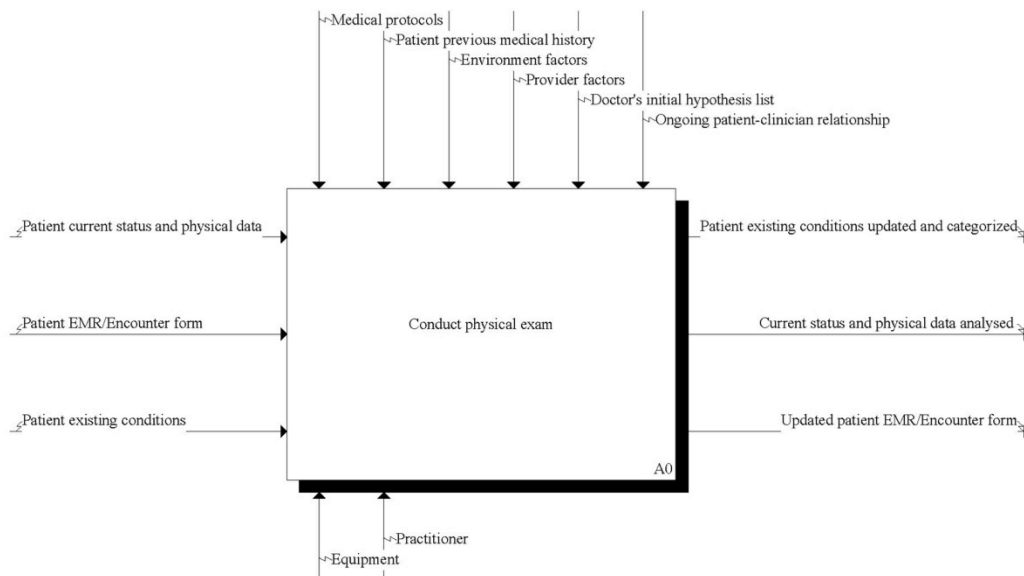 Medical protocols
Patient previous medical history
Environment factors
Provider factors
Doctor's initial hypothesis list
Ongoing patient-clinician relationship
Patient current status and physical data
Patient existing conditions updated and categorized
Patient EMR/Encounter form
Conduct physical exam
Current status and physical data analysed
Patient existing conditions
Updated patient EMR/Encounter form
A0
Practitioner
Equipment